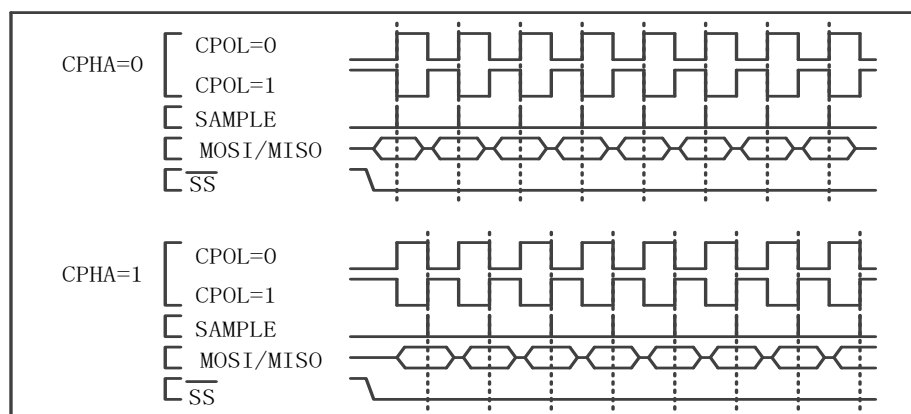 CPOL=0
CPHA=0
CPOL=1
SAMPLE
MOSI/MISO
SS
CPOL=0
CPHA=1
CPOL=1
SAMPLE
MOSI/MISO
SS